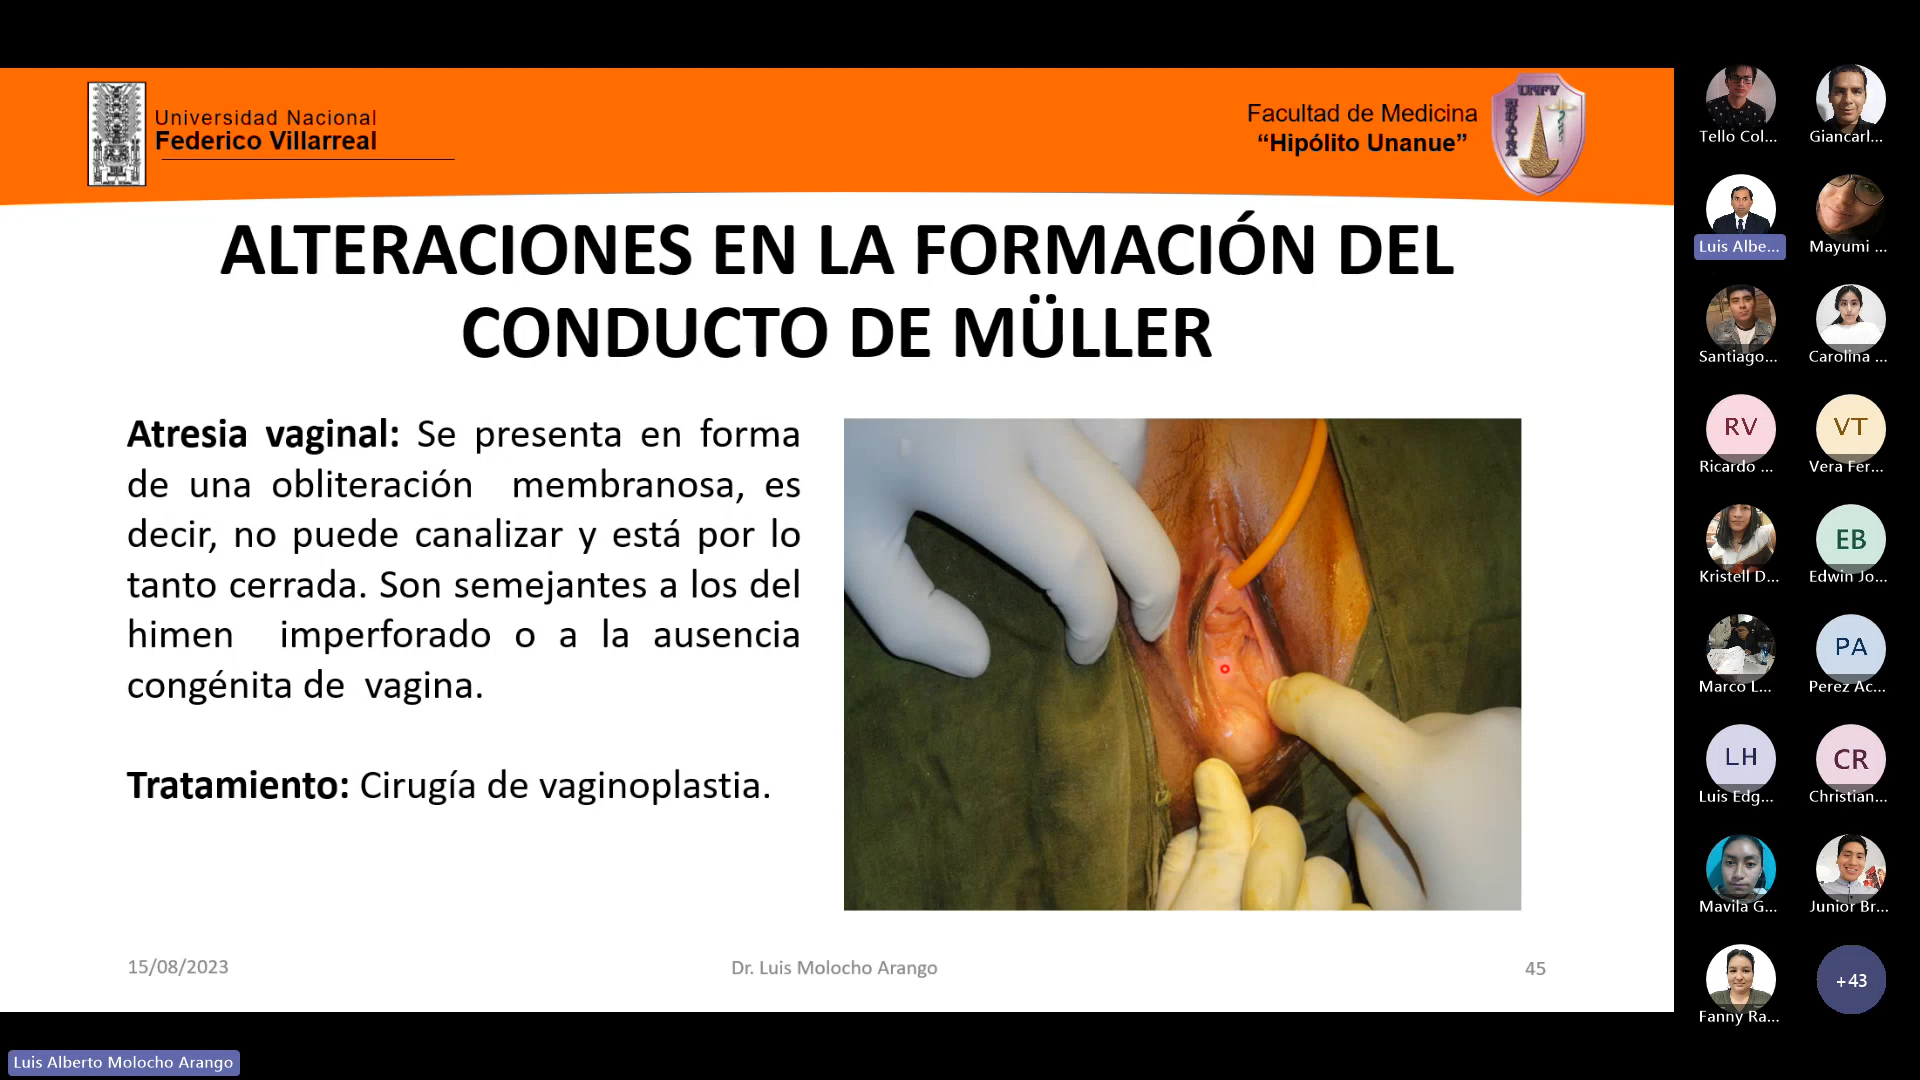 Universidad Nacional
Federico Villarreal
Facultad de Medicina
“Hipólito Unanue”
UNFV
ALTERACIONES EN LA FORMACIÓN DEL
CONDUCTO DE MÜLLER
Atresia vaginal: Se presenta en forma
de una obliteración membranosa, es
decir, no puede canalizar y está por lo
tanto cerrada. Son semejantes a los del
himen imperforado o a la ausencia
congénita de vagina.
Tratamiento: Cirugía de vaginoplastia.
15/08/2023
Dr. Luis Molocho Arango
45
Tello Col...
Giancarl...
Luis Albe...
Mayumi ...
Santiago...
Carolina ...
RV
VT
Ricardo ...
Vera Fer...
EB
Kristell D...
Edwin Jo...
PA
Marco L...
Perez Ac...
LH
CR
Luis Edg...
Christian...
Mavila G...
Junior Br...
+43
Fanny Ra...
Luis Alberto Molocho Arango